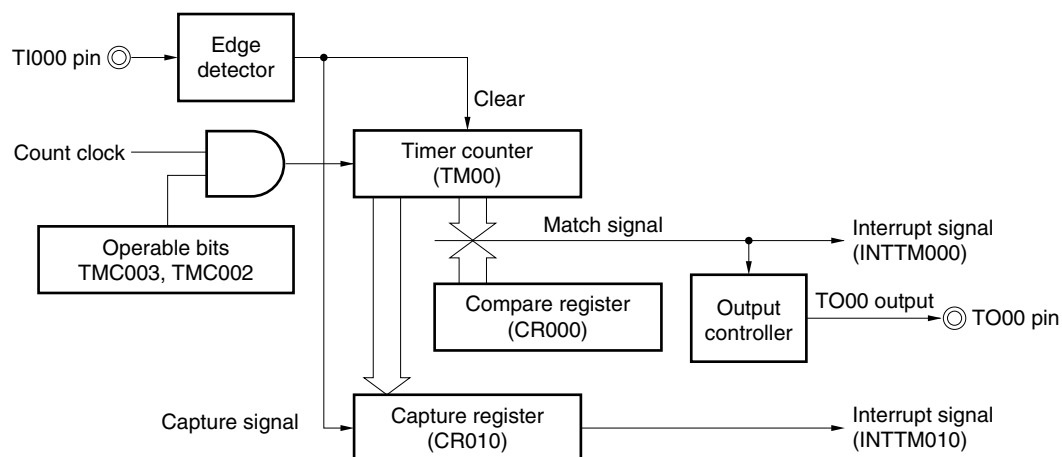 TI000 pin
Edge
detector
Clear
Count clock
Timer counter
(TM00)
Operable bits
TMC003, TMC002
Match signal
Interrupt signal
(INTTM000)
Compare register
(CR000)
Output
controller
TO00 output
TO00 pin
Capture signal
Capture register
(CR010)
Interrupt signal
(INTTM010)